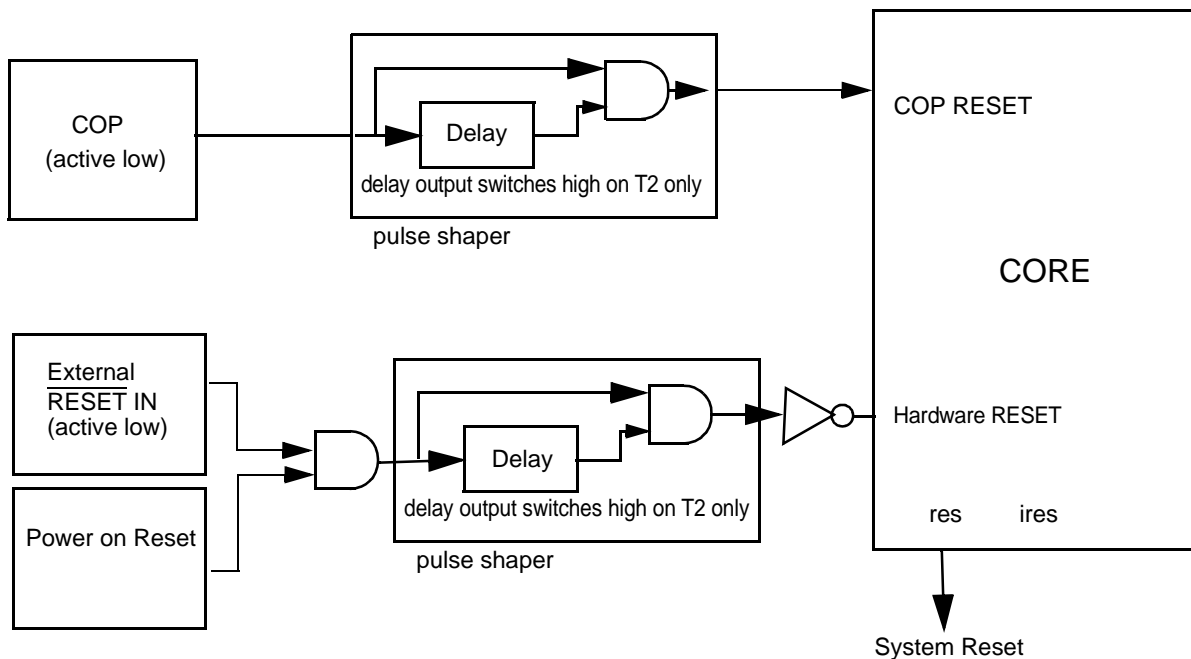 COP
(active low)
Delay
delay output switches high on T2 only
pulse shaper
COP RESET
CORE
External
RESET IN
(active low)
Power on Reset
Delay
delay output switches high on T2 only
pulse shaper
Hardware RESET
res ires
System Reset